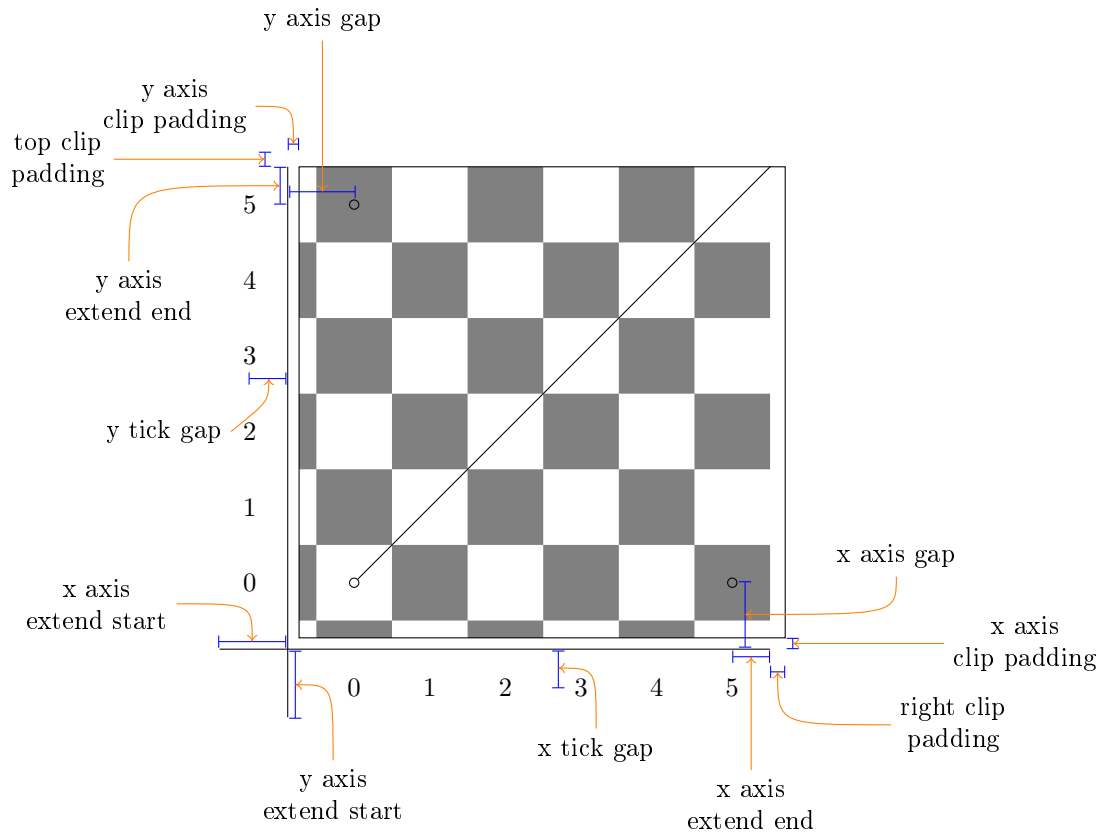 y axis gap
y axis
clip padding
top clip
padding
5
y axis
extend end
4
3
y tick gap
2
1
x axis gap
0
x axis
extend start
x axis
clip padding
0 1 2 3 4 5
right clip
padding
x tick gap
y axis
extend start
x axis
extend end